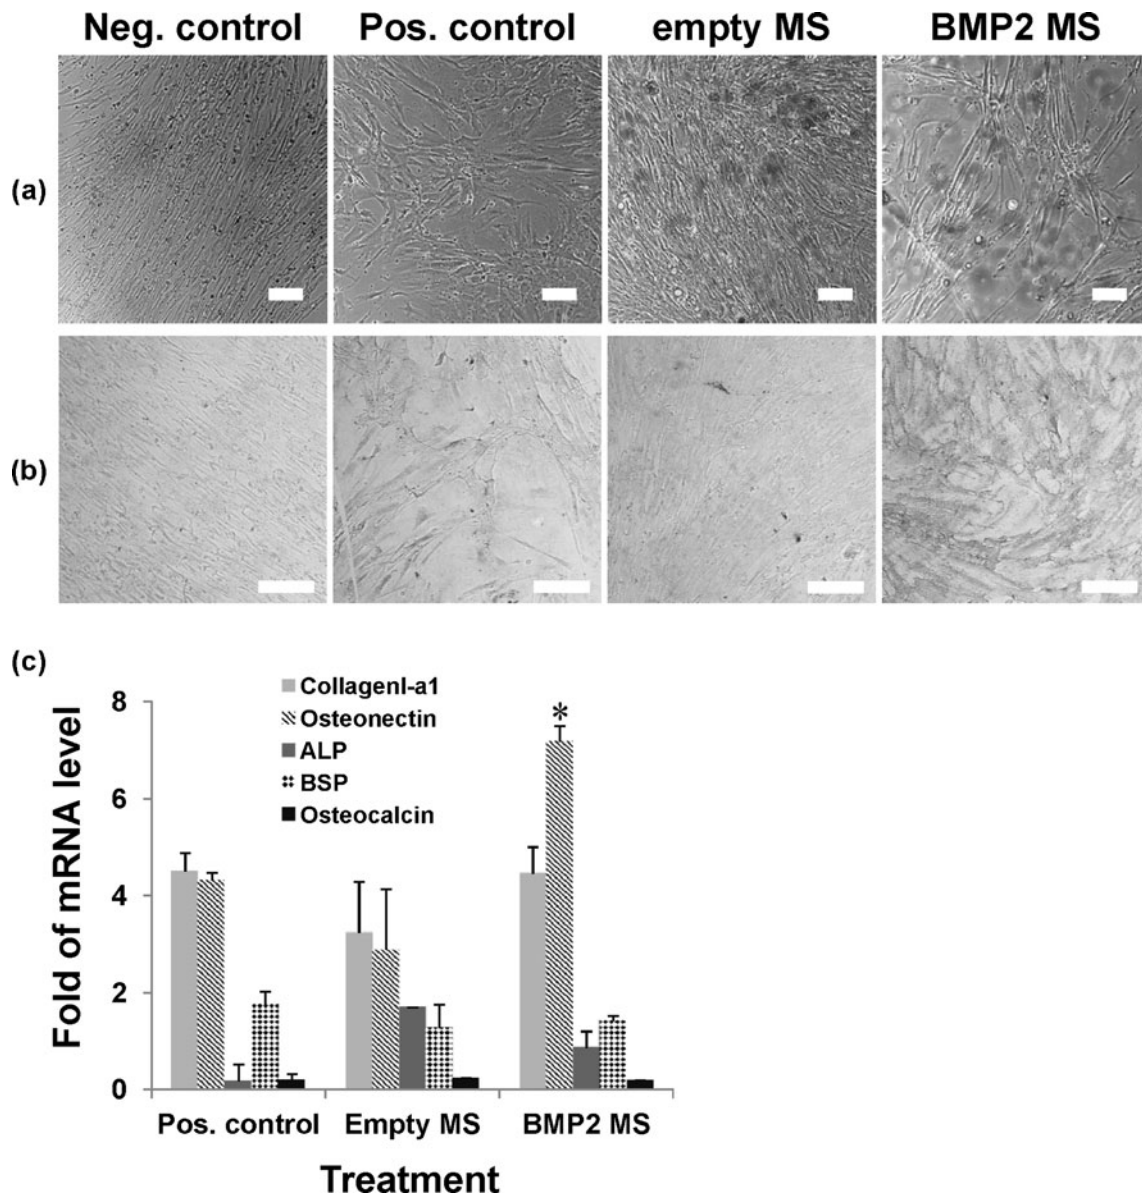 Neg. control Pos. control empty MS BMP2 MS
(a)
(b)
(c)
CollagenI-a1
Osteonectin
ALP
BSP
Osteocalcin
*
Fold of mRNA level
8
6
4
2
0
Pos. control Empty MS BMP2 MS
Treatment